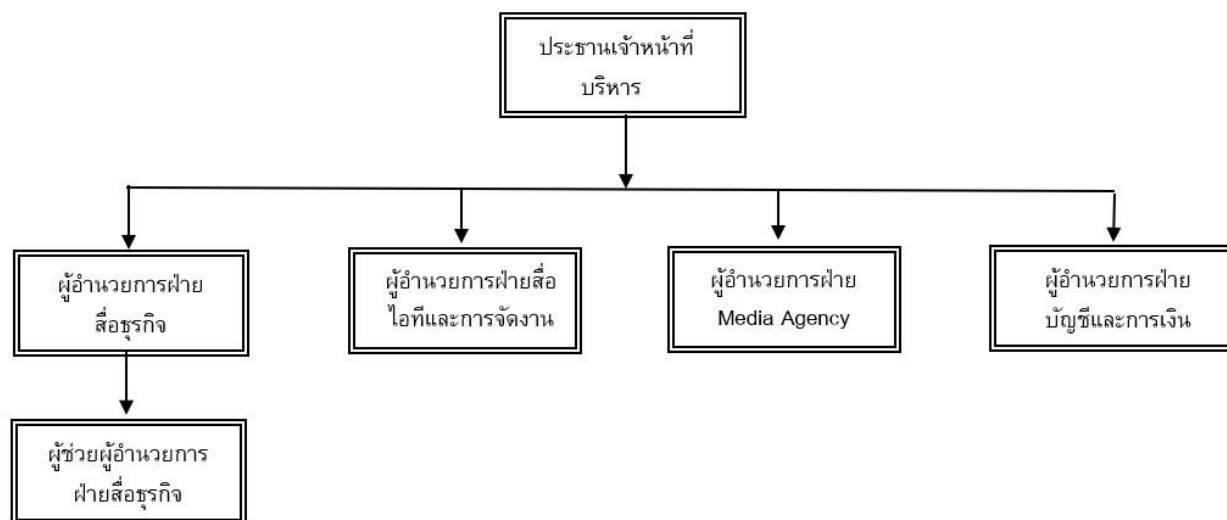 ประธานเจ้าหน้าที่
บริหาร
ผู้อำนวยการฝ่าย
สื่อธุรกิจ
ผู้อำนวยการฝ่ายสื่อ
ไอทีและการจัดงาน
ผู้อำนวยการฝ่าย
Media Agency
ผู้อำนวยการฝ่าย
บัญชีและการเงิน
ผู้ช่วยผู้อำนวยการ
ฝ่ายสื่อธุรกิจ